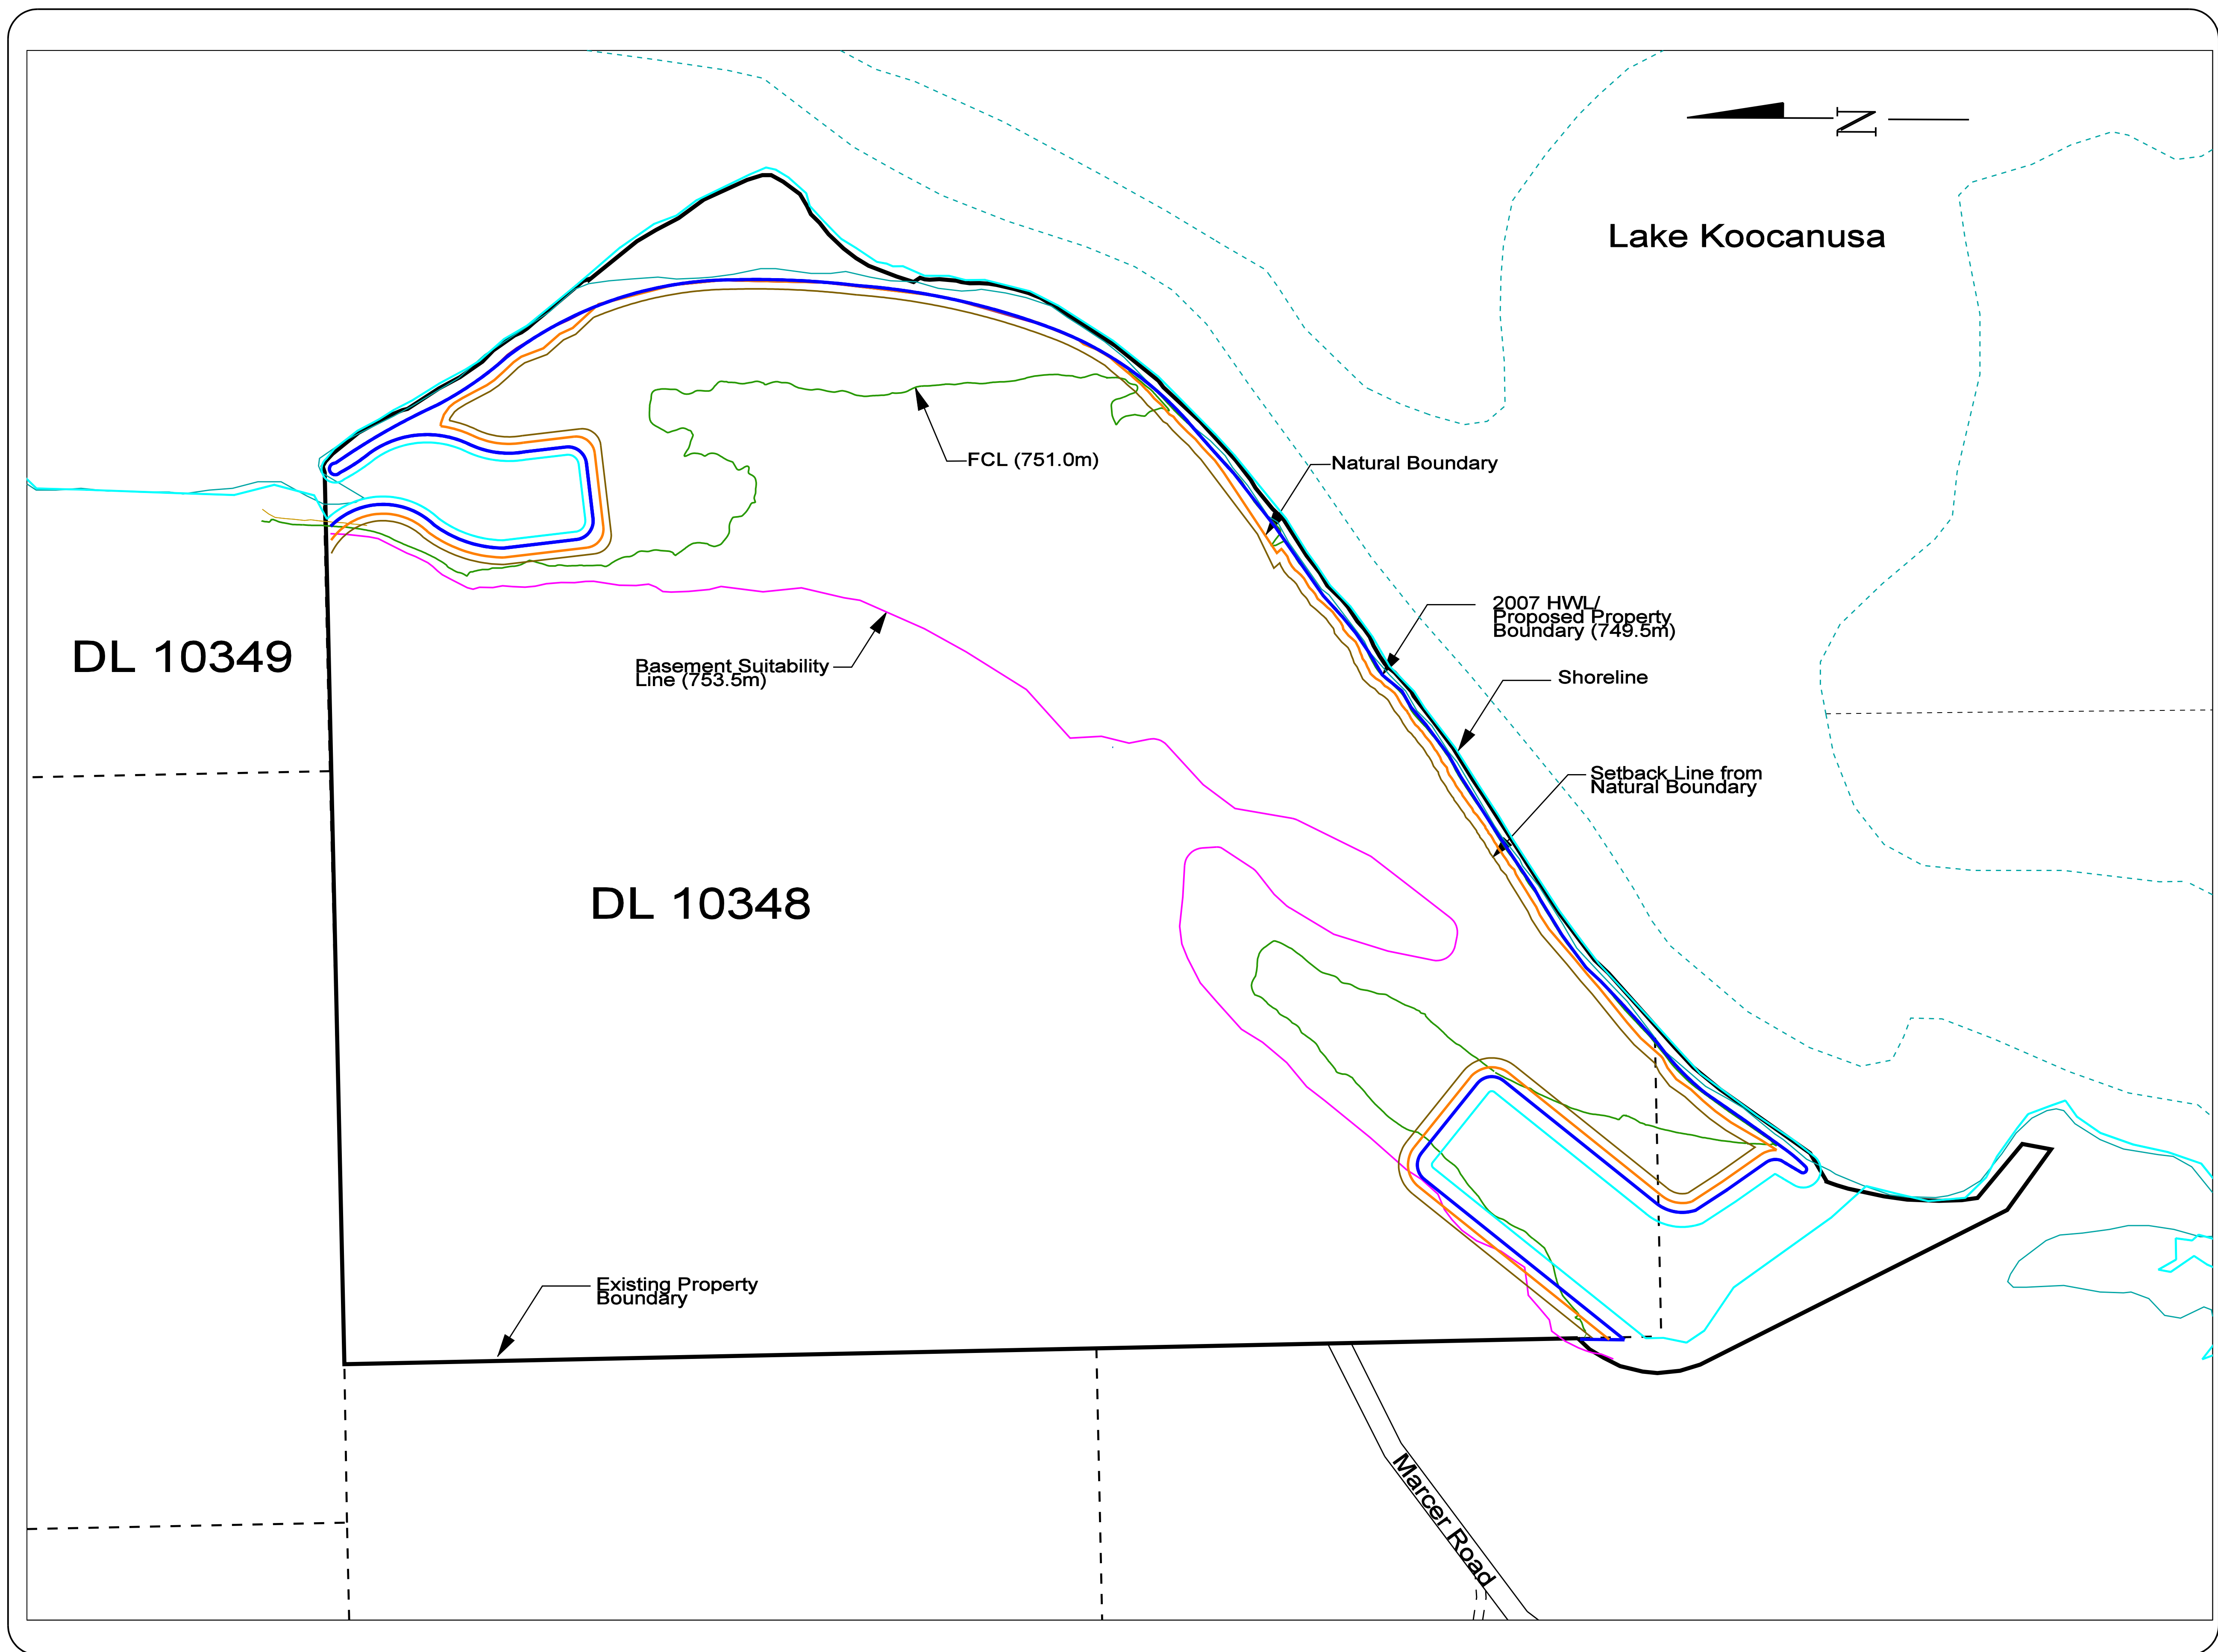 N
Lake Koocanusa
FCL (751.0m)
Natural Boundary
2007 HWL/
Proposed Property
Boundary (749.5m)
DL 10349
Basement Suitability
Line (753.5m)
Shoreline
Setback Line from
Natural Boundary
DL 10348
Existing Property
Boundary
Marcer Road